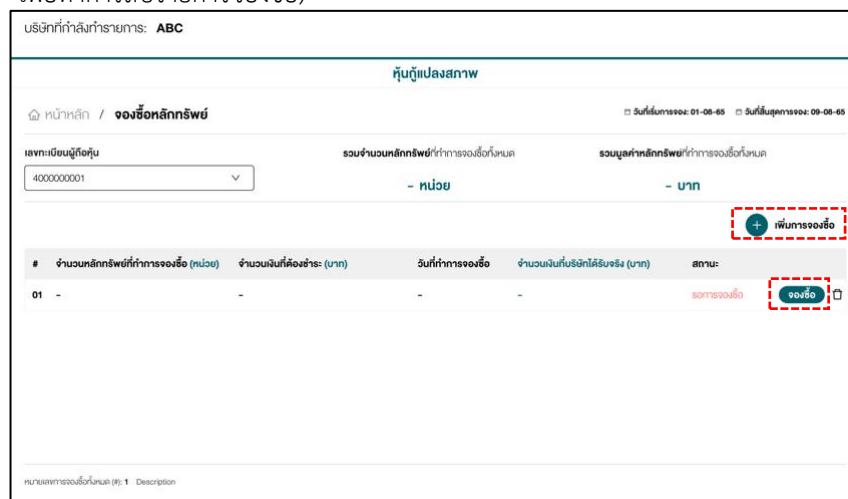 บริษัทที่กำลังทำรายการ: ABC
หุ้นกู้แปลงสภาพ
หน้าหลัก / จองซื้อหลักทรัพย์
วันที่เริ่มการจอง: 01-08-65 วันที่สิ้นสุดการจอง: 09-08-65
เลขทะเบียนผู้ถือหุ้น รวมจำนวนหลักทรัพย์ที่ทำการจองซื้อทั้งหมด รวมมูลค่าหลักทรัพย์ที่ทำการจองซื้อทั้งหมด
4000000001
- หน่วย - บาท
เพิ่มการจองซื้อ
# จำนวนหลักทรัพย์ที่ทำการจองซื้อ (หน่วย) จำนวนเงินที่ต้องชำระ (บาท) วันที่ทำการจองซื้อ จำนวนเงินที่บริษัทได้รับจริง (บาท) สถานะ
01 - - - - รอการจองซื้อ จองซื้อ
หมายเลขการจองซื้อทั้งหมด (#): 1 Description